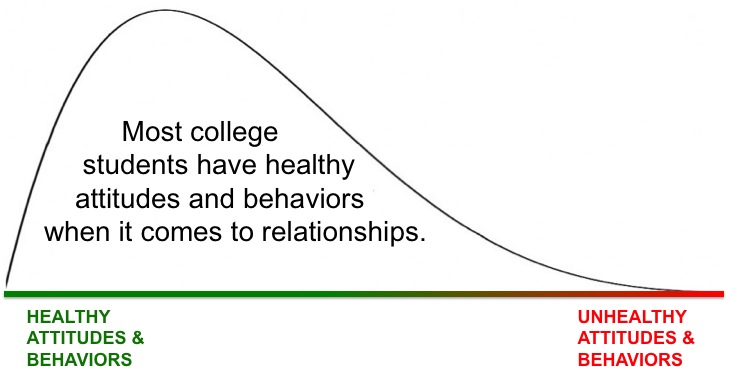 Most college
students have healthy
attitudes and behaviors
when it comes to relationships.
HEALTHY
ATTITUDES &
BEHAVIORS
UNHEALTHY
ATTITUDES &
BEHAVIORS